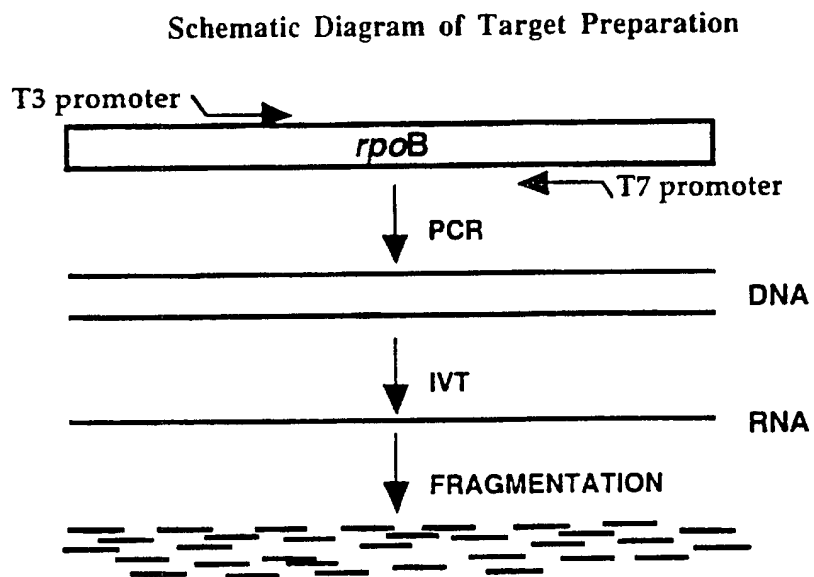 Schematic Diagram of Target Preparation
T3 promoter
rpoB
T7 promoter
PCR
DNA
IVT
RNA
FRAGMENTATION